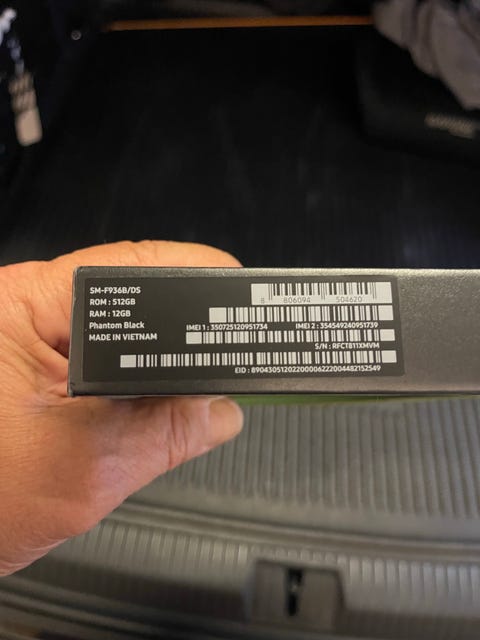 SM-F936B/DS
ROM : 512GB
RAM : 12GB
Phantom Black
MADE IN VIETNAM
8 806094 504620
IMEI 1 : 350725120951734 IMEI 2 : 354549240951739
S/N : RFCT811XMVM
EID : 89043051202200006222004482152549